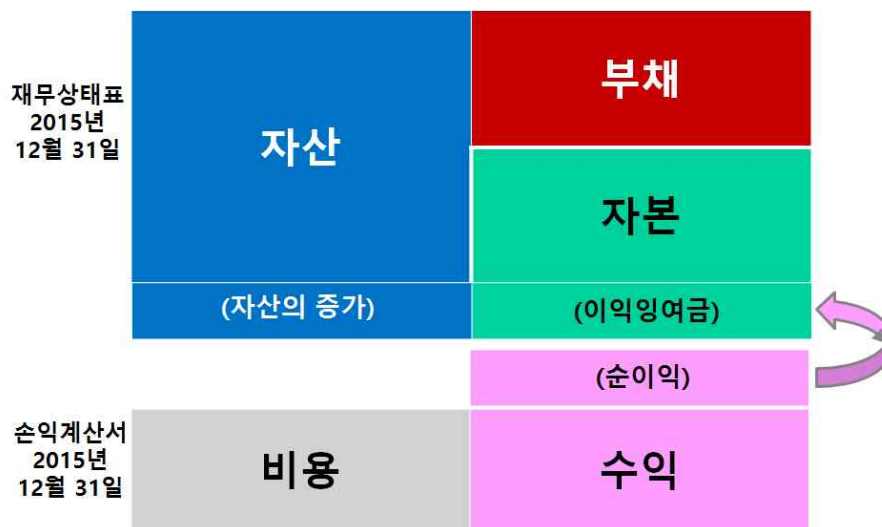 재무상태표
2015년
12월 31일
자산
부채
자본
(자산의 증가)
(이익잉여금)
(순이익)
손익계산서
2015년
12월 31일
비용
수익